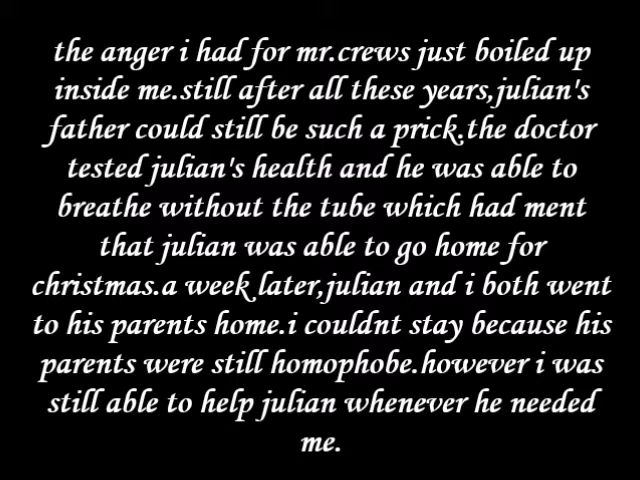 the anger i had for mr.crews just boiled up
inside me.still after all these years,julian's
father could still be such a prick.the doctor
tested julian's health and he was able to
breathe without the tube which had ment
that julian was able to go home for
christmas.a week later,julian and i both went
to his parents home.i couldnt stay because his
parents were still homophobe.however i was
still able to help julian whenever he needed
me.